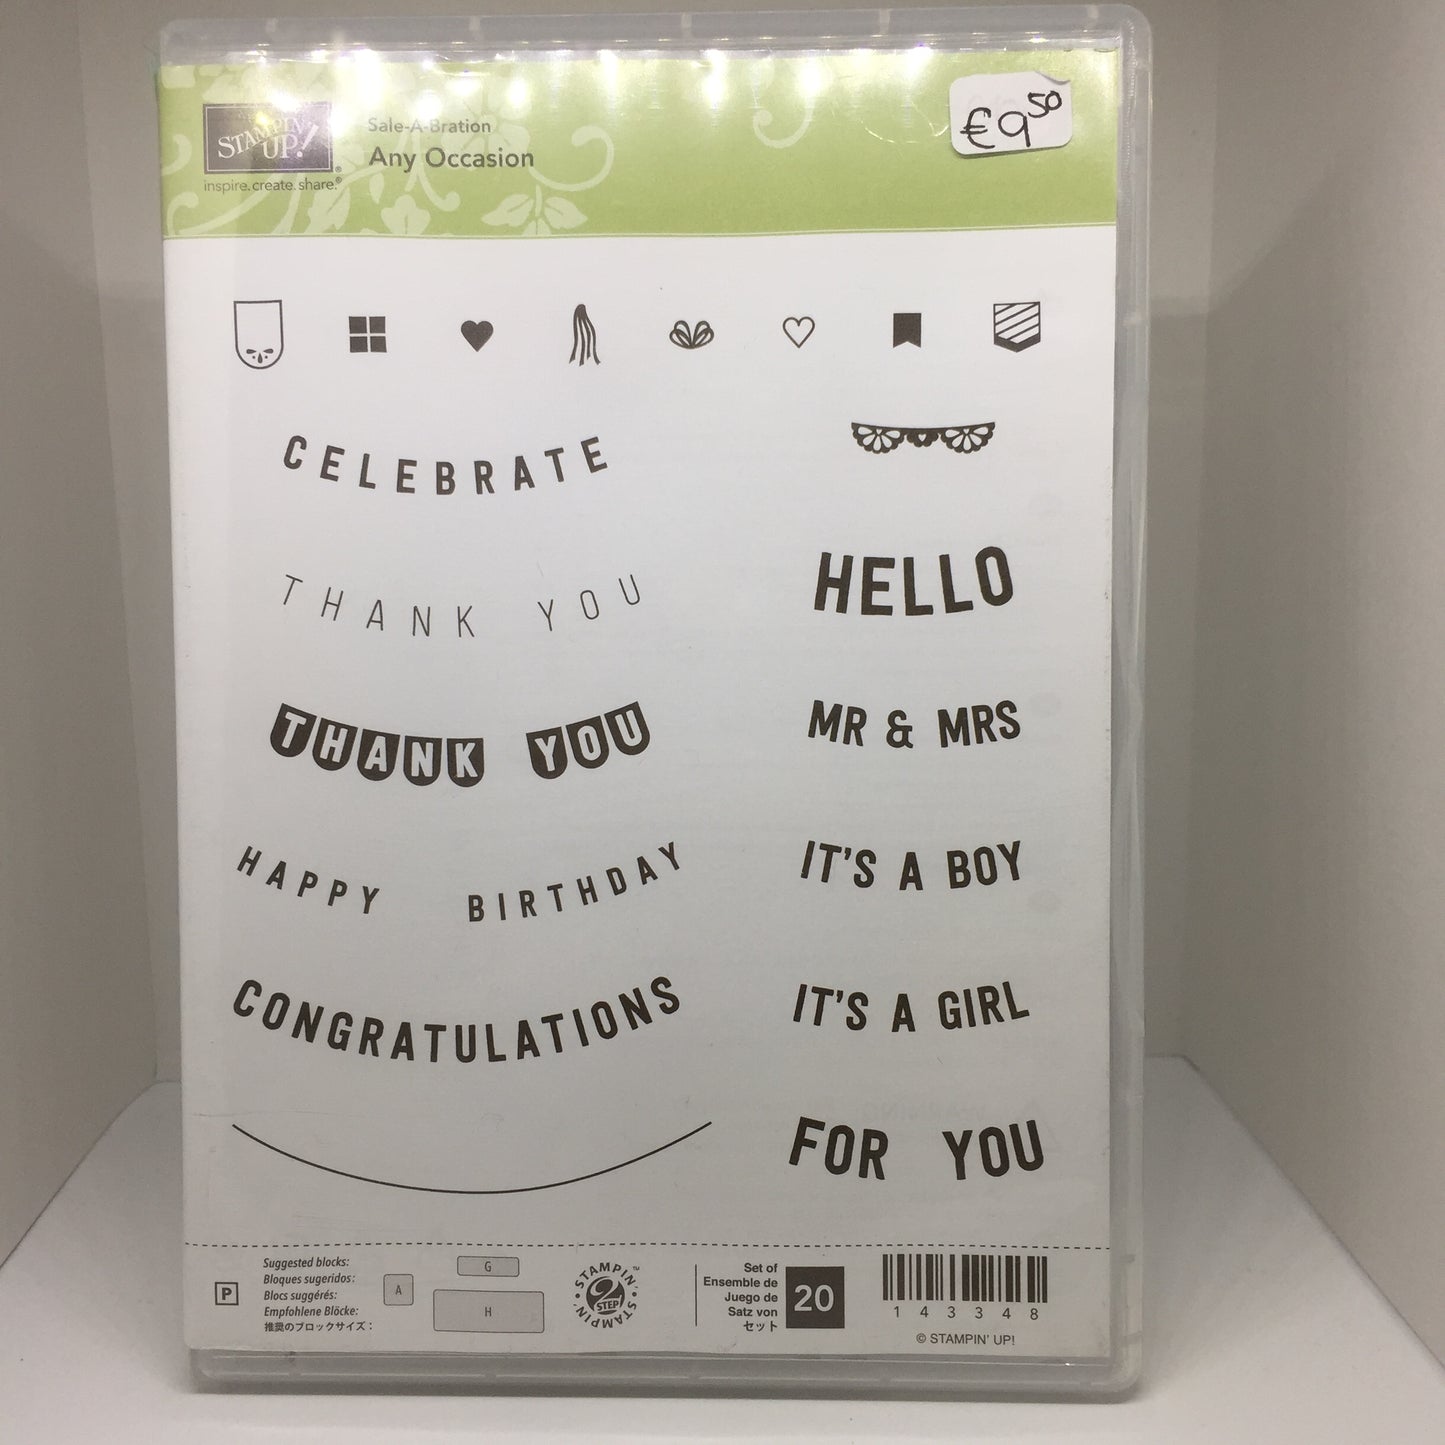 STAMPIN' UP!®
inspire. create. share.®
Sale-A-Bration
Any Occasion
€9⁵⁰
CELEBRATE
THANK YOU
HELLO
THANK YOU
MR & MRS
HAPPY BIRTHDAY
IT'S A BOY
CONGRATULATIONS
IT'S A GIRL
FOR YOU
P
Suggested blocks:
Bloques sugeridos:
Blocs suggérés:
Empfohlene Blöcke:
推奨のブロックサイズ：
A
G
H
STAMPIN'™
2
STEP
STAMPIN'
Set of
Ensemble de
Juego de
Satz von
セット
20
143348
© STAMPIN' UP!